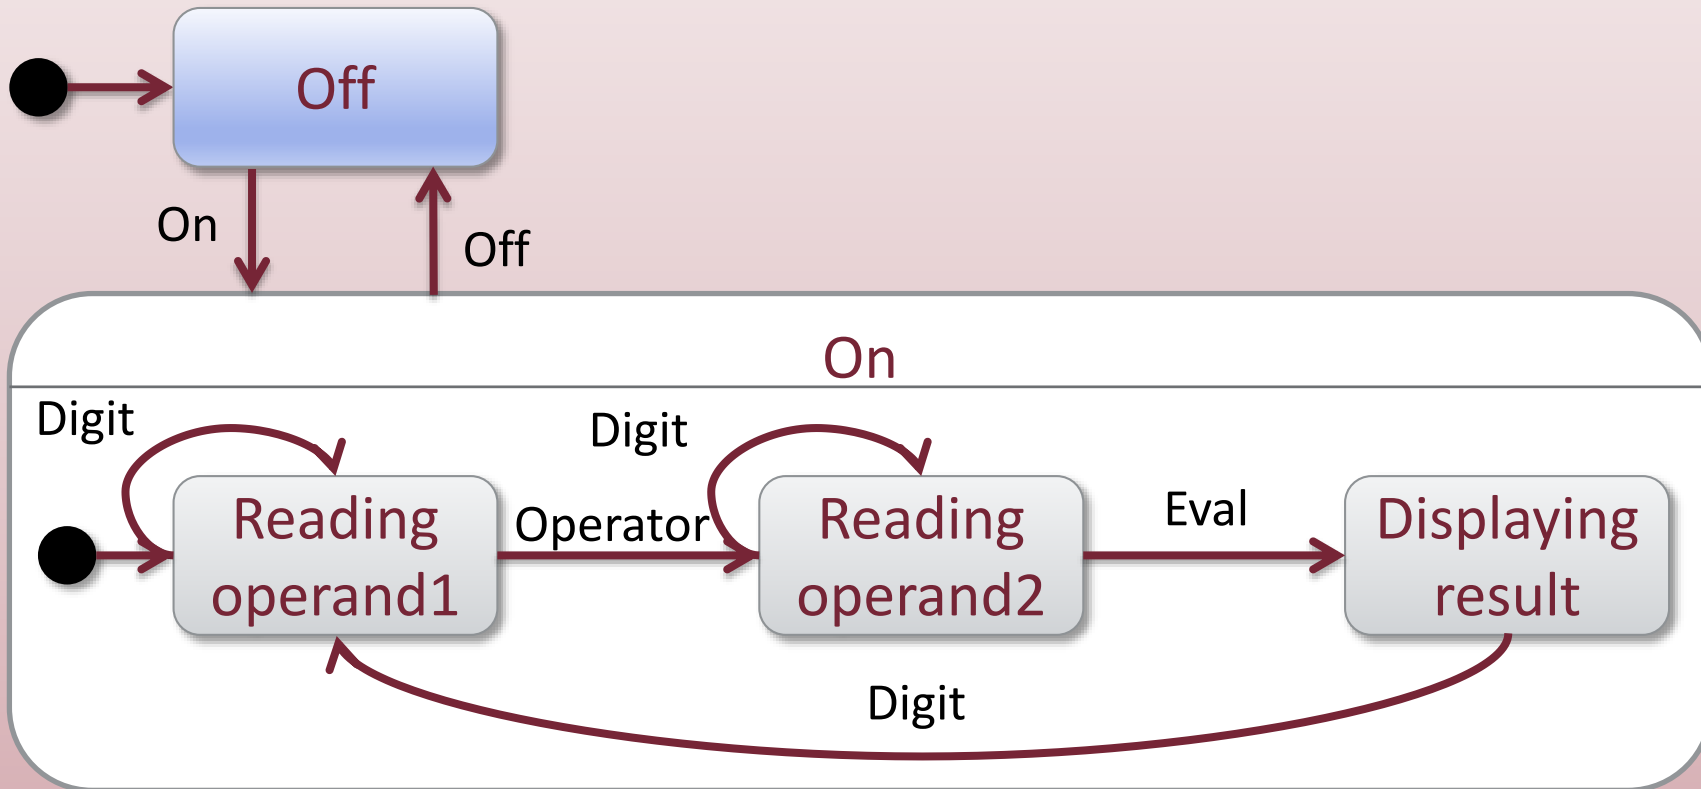 Off
On
Off
On
Digit
Digit
Reading
operand1
Operator
Reading
operand2
Eval
Displaying
result
Digit